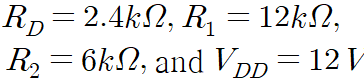 R_D = 2.4kΩ, R_1 = 12kΩ,
R_2 = 6kΩ, and V_DD = 12 V